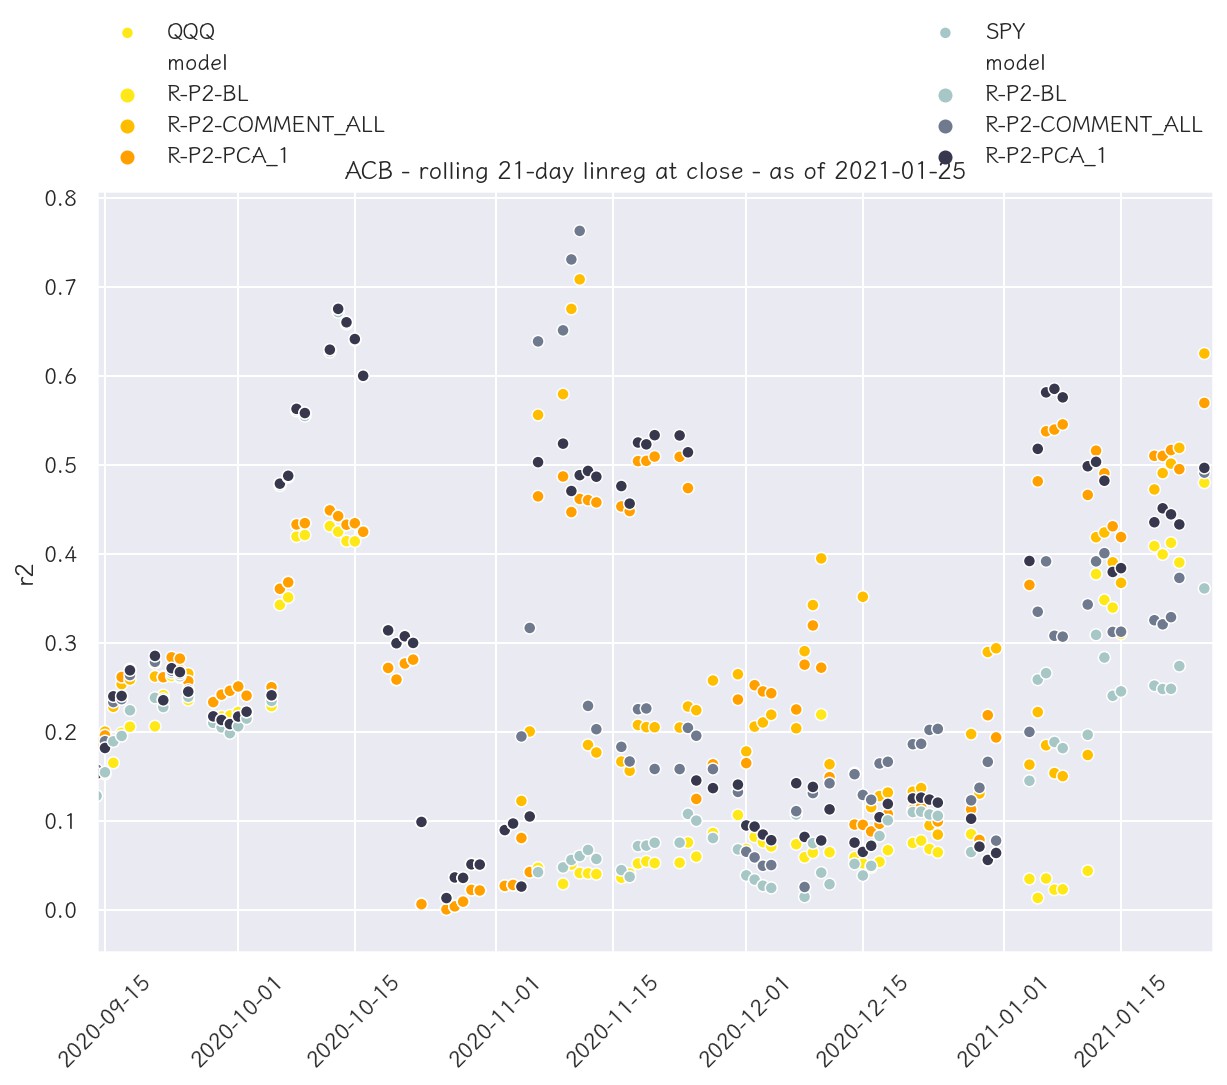 QQQ
model
R-P2-BL
R-P2-COMMENT_ALL
R-P2-PCA_1
SPY
model
R-P2-BL
R-P2-COMMENT_ALL
R-P2-PCA_1
ACB - rolling 21-day linreg at close - as of 2021-01-25
0.8
0.7
0.6
0.5
0.4
0.3
0.2
0.1
0.0
r2
2020-09-15
2020-10-01
2020-10-15
2020-11-01
2020-11-15
2020-12-01
2020-12-15
2021-01-01
2021-01-15